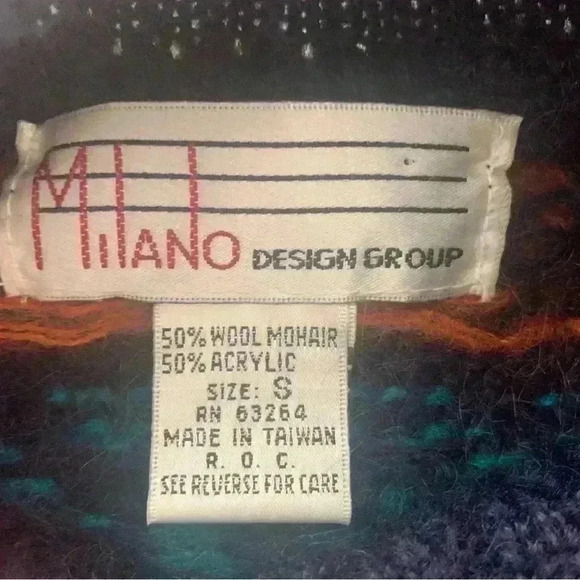 MilANO DESIGN GROUP
50% WOOL MOHAIR
50% ACRYLIC
SIZE: S
RN 63264
MADE IN TAIWAN
R. O. C.
SEE REVERSE FOR CARE